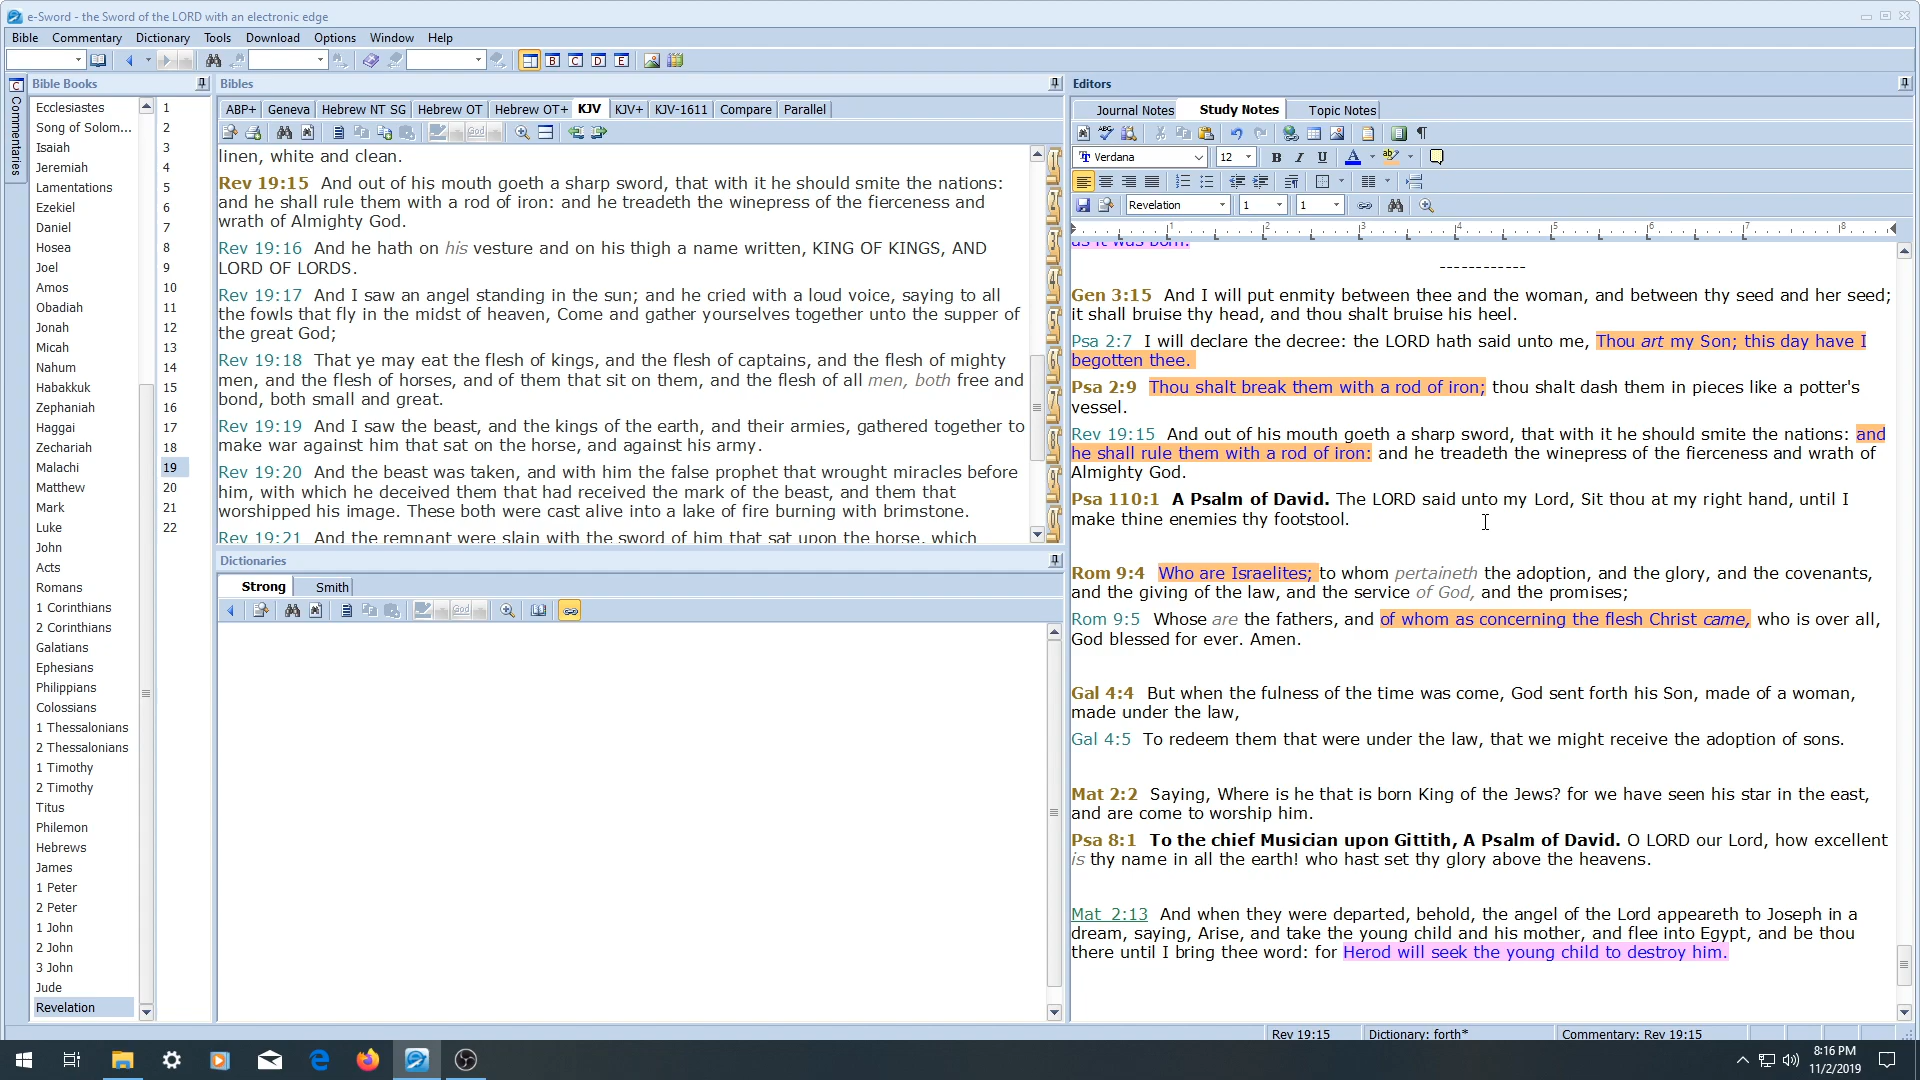 e-Sword - the Sword of the LORD with an electronic edge
Bible Commentary Dictionary Tools Download Options Window Help
B C D E
Commentaries
Bible Books
Ecclesiastes
Song of Solom...
Isaiah
Jeremiah
Lamentations
Ezekiel
Daniel
Hosea
Joel
Amos
Obadiah
Jonah
Micah
Nahum
Habakkuk
Zephaniah
Haggai
Zechariah
Malachi
Matthew
Mark
Luke
John
Acts
Romans
1 Corinthians
2 Corinthians
Galatians
Ephesians
Philippians
Colossians
1 Thessalonians
2 Thessalonians
1 Timothy
2 Timothy
Titus
Philemon
Hebrews
James
1 Peter
2 Peter
1 John
2 John
3 John
Jude
Revelation
1
2
3
4
5
6
7
8
9
10
11
12
13
14
15
16
17
18
19
20
21
22
Bibles
ABP+ Geneva Hebrew NT SG Hebrew OT Hebrew OT+ KJV KJV+ KJV-1611 Compare Parallel
God
linen, white and clean.
Rev 19:15 And out of his mouth goeth a sharp sword, that with it he should smite the nations:
and he shall rule them with a rod of iron: and he treadeth the winepress of the fierceness and
wrath of Almighty God.
Rev 19:16 And he hath on his vesture and on his thigh a name written, KING OF KINGS, AND
LORD OF LORDS.
Rev 19:17 And I saw an angel standing in the sun; and he cried with a loud voice, saying to all
the fowls that fly in the midst of heaven, Come and gather yourselves together unto the supper of
the great God;
Rev 19:18 That ye may eat the flesh of kings, and the flesh of captains, and the flesh of mighty
men, and the flesh of horses, and of them that sit on them, and the flesh of all men, both free and
bond, both small and great.
Rev 19:19 And I saw the beast, and the kings of the earth, and their armies, gathered together to
make war against him that sat on the horse, and against his army.
Rev 19:20 And the beast was taken, and with him the false prophet that wrought miracles before
him, with which he deceived them that had received the mark of the beast, and them that
worshipped his image. These both were cast alive into a lake of fire burning with brimstone.
Rev 19:21 And the remnant were slain with the sword of him that sat upon the horse, which
1
2
3
4
5
6
7
8
9
0
Dictionaries
Strong Smith
God
Editors
Journal Notes Study Notes Topic Notes
Verdana 12 B I U A ab
Revelation 1 1
1 2 3 4 5 6 7 8
as it was born.
------------
Gen 3:15 And I will put enmity between thee and the woman, and between thy seed and her seed;
it shall bruise thy head, and thou shalt bruise his heel.
Psa 2:7 I will declare the decree: the LORD hath said unto me, Thou art my Son; this day have I
begotten thee.
Psa 2:9 Thou shalt break them with a rod of iron; thou shalt dash them in pieces like a potter's
vessel.
Rev 19:15 And out of his mouth goeth a sharp sword, that with it he should smite the nations: and
he shall rule them with a rod of iron: and he treadeth the winepress of the fierceness and wrath of
Almighty God.
Psa 110:1 A Psalm of David. The LORD said unto my Lord, Sit thou at my right hand, until I
make thine enemies thy footstool.
Rom 9:4 Who are Israelites; to whom pertaineth the adoption, and the glory, and the covenants,
and the giving of the law, and the service of God, and the promises;
Rom 9:5 Whose are the fathers, and of whom as concerning the flesh Christ came, who is over all,
God blessed for ever. Amen.
Gal 4:4 But when the fulness of the time was come, God sent forth his Son, made of a woman,
made under the law,
Gal 4:5 To redeem them that were under the law, that we might receive the adoption of sons.
Mat 2:2 Saying, Where is he that is born King of the Jews? for we have seen his star in the east,
and are come to worship him.
Psa 8:1 To the chief Musician upon Gittith, A Psalm of David. O LORD our Lord, how excellent
is thy name in all the earth! who hast set thy glory above the heavens.
Mat 2:13 And when they were departed, behold, the angel of the Lord appeareth to Joseph in a
dream, saying, Arise, and take the young child and his mother, and flee into Egypt, and be thou
there until I bring thee word: for Herod will seek the young child to destroy him.
Rev 19:15 Dictionary: forth* Commentary: Rev 19:15
8:16 PM
11/2/2019